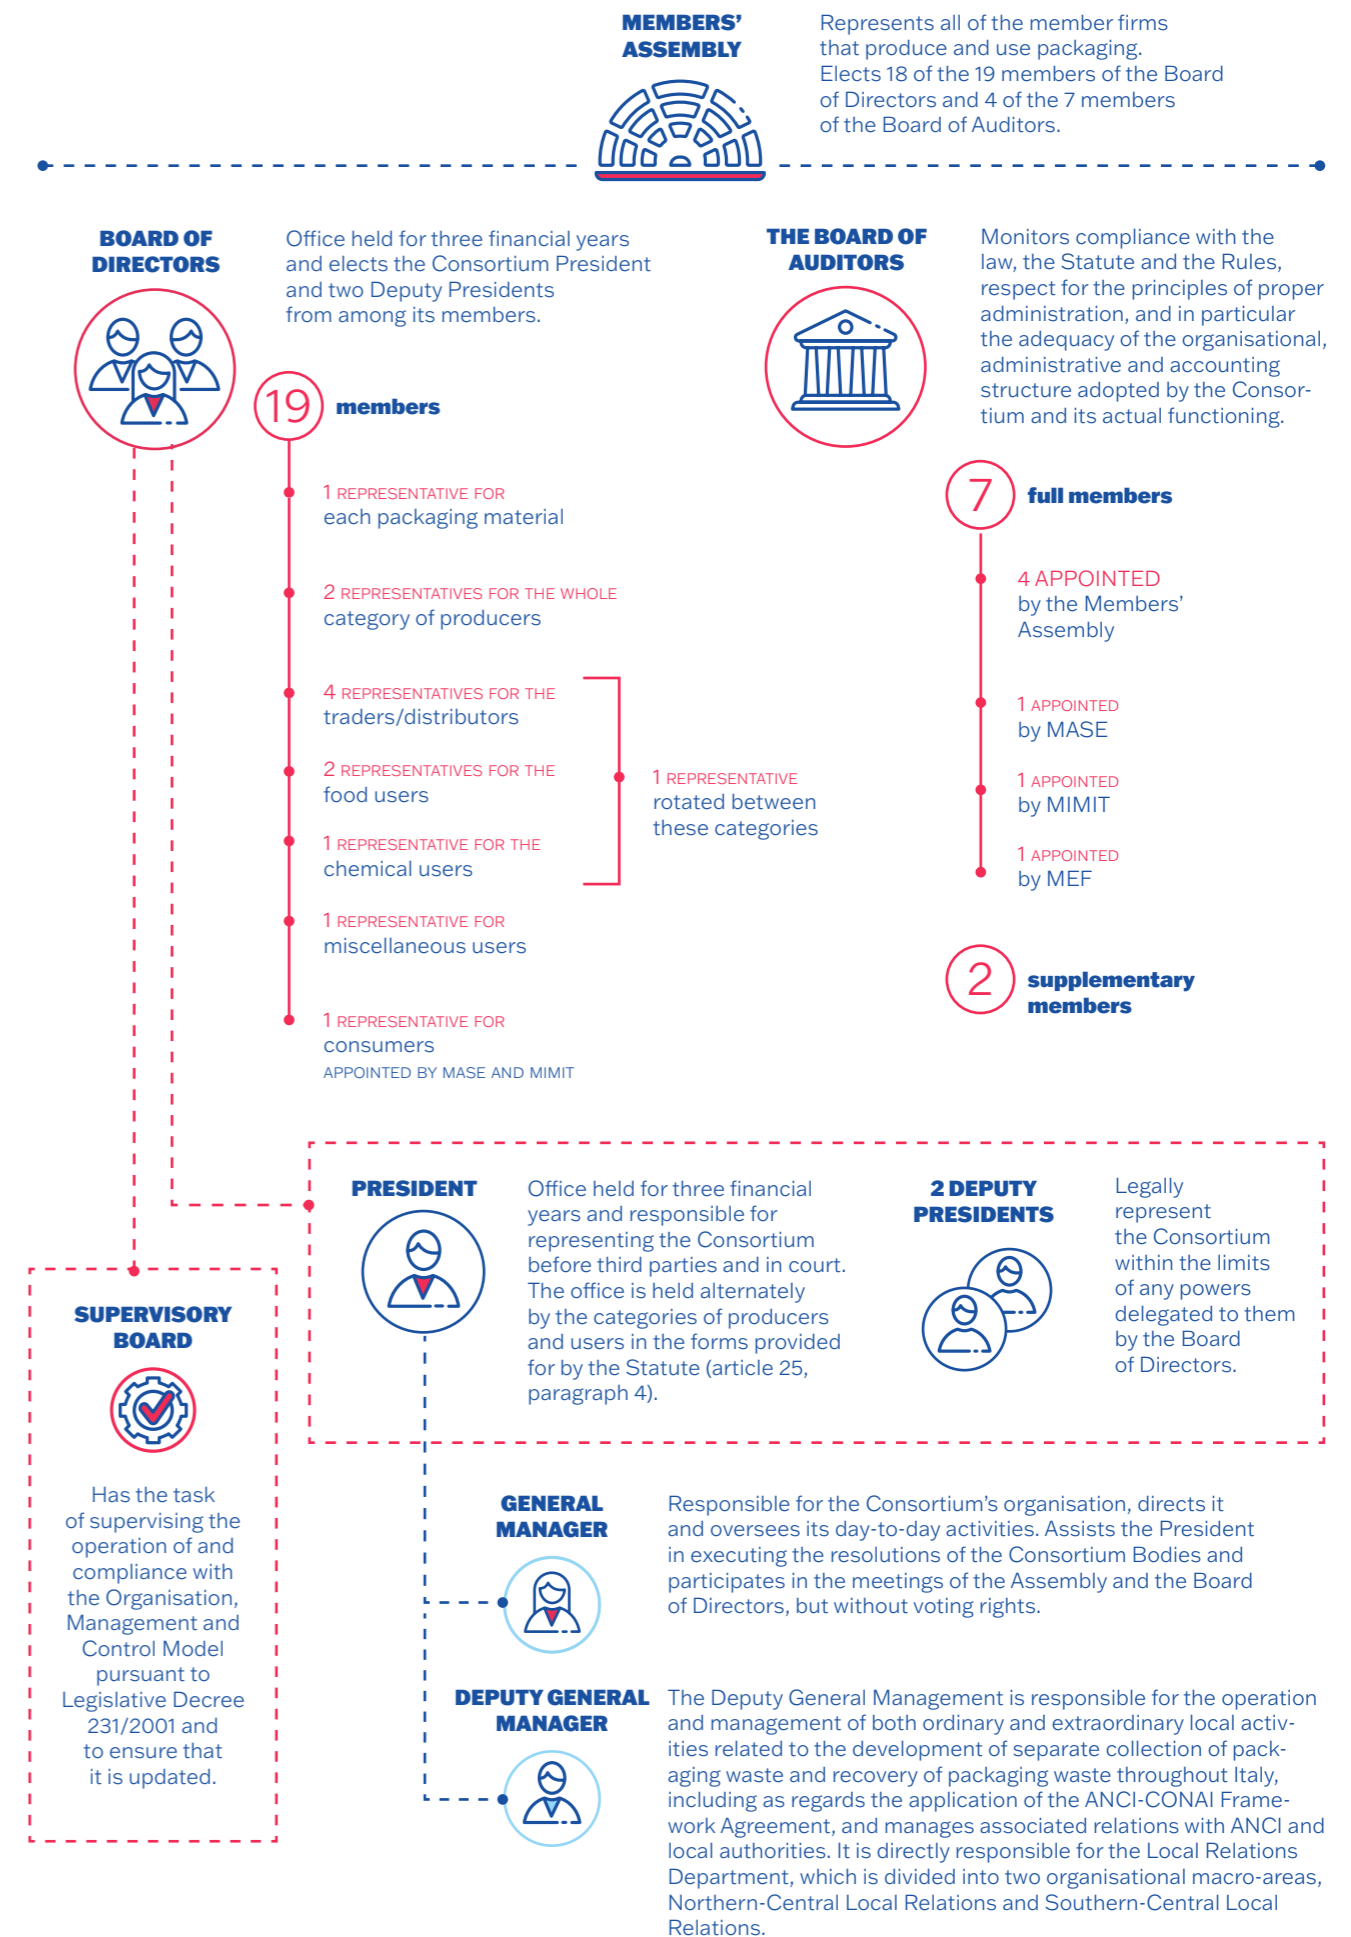 MEMBERS’
ASSEMBLY
Represents all of the member firms
that produce and use packaging.
Elects 18 of the 19 members of the Board
of Directors and 4 of the 7 members
of the Board of Auditors.
BOARD OF
DIRECTORS
Office held for three financial years
and elects the Consortium President
and two Deputy Presidents
from among its members.
19 members
1 REPRESENTATIVE FOR
each packaging material
2 REPRESENTATIVES FOR THE WHOLE
category of producers
4 REPRESENTATIVES FOR THE
traders/distributors
2 REPRESENTATIVES FOR THE
food users
1 REPRESENTATIVE FOR THE
chemical users
1 REPRESENTATIVE
rotated between
these categories
1 REPRESENTATIVE FOR
miscellaneous users
1 REPRESENTATIVE FOR
consumers
APPOINTED BY MASE AND MIMIT
THE BOARD OF
AUDITORS
Monitors compliance with the
law, the Statute and the Rules,
respect for the principles of proper
administration, and in particular
the adequacy of the organisational,
administrative and accounting
structure adopted by the Consor-
tium and its actual functioning.
7 full members
4 APPOINTED
by the Members’
Assembly
1 APPOINTED
by MASE
1 APPOINTED
by MIMIT
1 APPOINTED
by MEF
2 supplementary
members
PRESIDENT
Office held for three financial
years and responsible for
representing the Consortium
before third parties and in court.
The office is held alternately
by the categories of producers
and users in the forms provided
for by the Statute (article 25,
paragraph 4).
2 DEPUTY
PRESIDENTS
Legally
represent
the Consortium
within the limits
of any powers
delegated to them
by the Board
of Directors.
SUPERVISORY
BOARD
Has the task
of supervising the
operation of and
compliance with
the Organisation,
Management and
Control Model
pursuant to
Legislative Decree
231/2001 and
to ensure that
it is updated.
GENERAL
MANAGER
Responsible for the Consortium’s organisation, directs it
and oversees its day-to-day activities. Assists the President
in executing the resolutions of the Consortium Bodies and
participates in the meetings of the Assembly and the Board
of Directors, but without voting rights.
DEPUTY GENERAL
MANAGER
The Deputy General Management is responsible for the operation
and management of both ordinary and extraordinary local activ-
ities related to the development of separate collection of pack-
aging waste and recovery of packaging waste throughout Italy,
including as regards the application of the ANCI-CONAI Frame-
work Agreement, and manages associated relations with ANCI and
local authorities. It is directly responsible for the Local Relations
Department, which is divided into two organisational macro-areas,
Northern-Central Local Relations and Southern-Central Local
Relations.